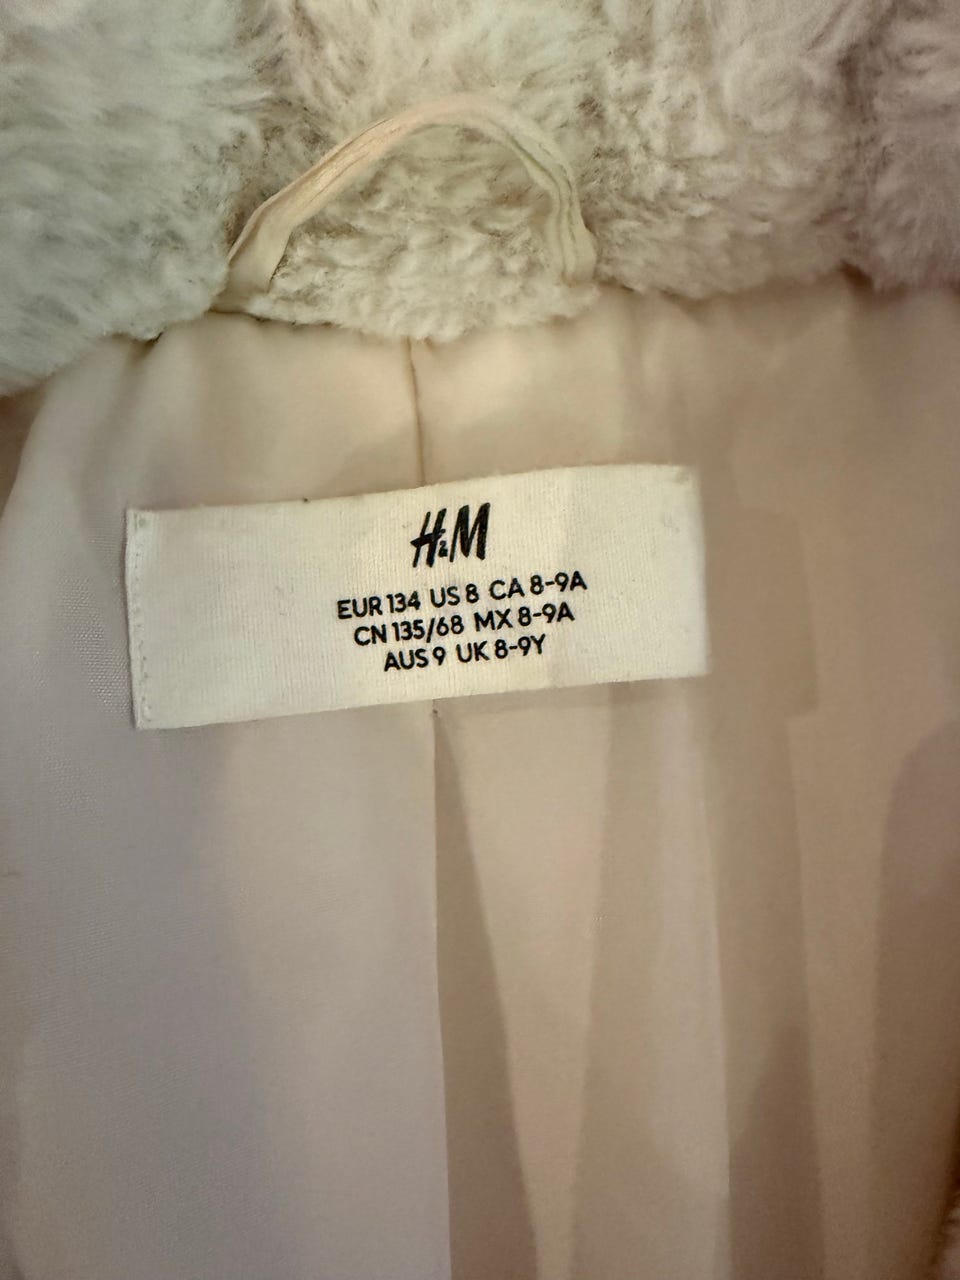 H&M
EUR 134 US 8 CA 8-9A
CN 135/68 MX 8-9A
AUS 9 UK 8-9Y